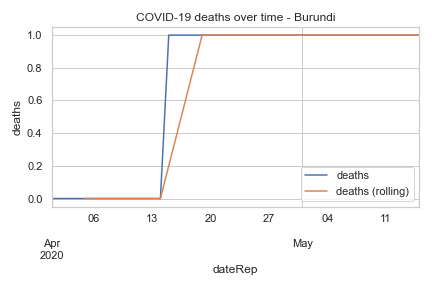 COVID-19 deaths over time - Burundi
deaths
1.0
0.8
0.6
0.4
0.2
0.0
deaths
deaths (rolling)
06 13 20 27 04 11
Apr May
2020
dateRep